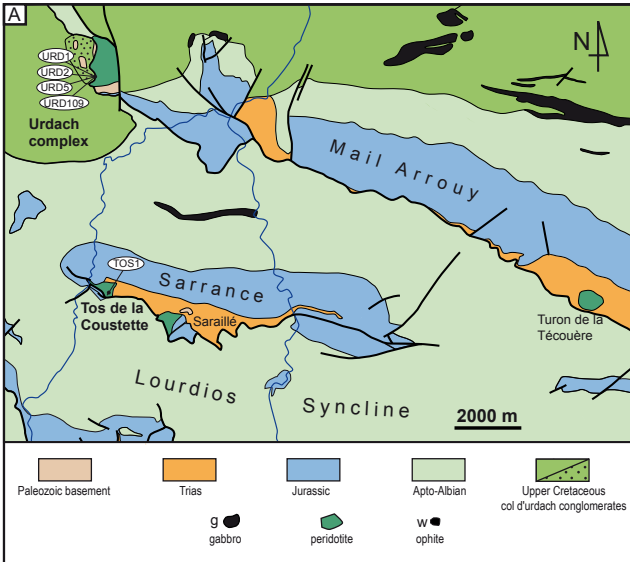 A
N
URD1
URD2
URD5
URD109
Urdach
complex
Mail Arrouy
TOS1
Sarrance
Tos de la
Coustette
Saraillé
Turon de la
Técouère
Lourdios Syncline
2000 m
Paleozoic basement
Trias
Jurassic
Apto-Albian
Upper Cretaceous
col d'urdach conglomerates
g
gabbro
peridotite
w
ophite